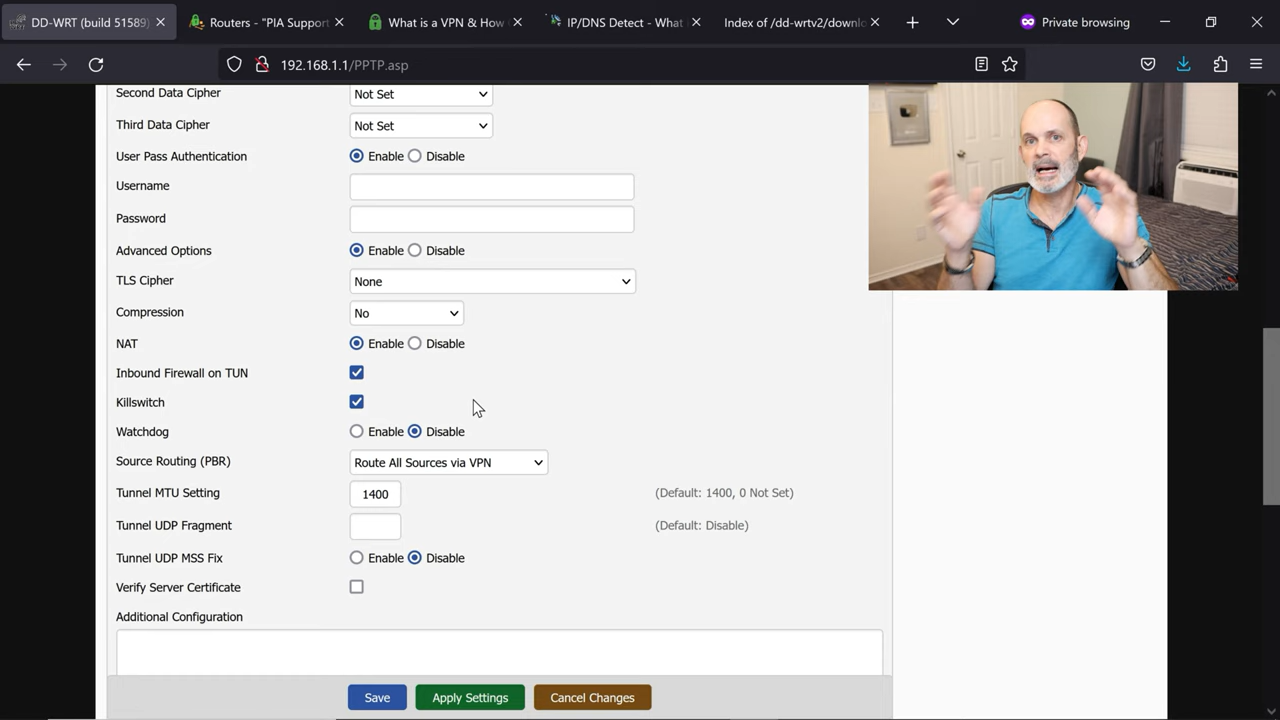 DD-WRT (build 51589)
Routers - "PIA Support
What is a VPN & How
IP/DNS Detect - What
Index of /dd-wrtv2/downlo
Private browsing
192.168.1.1/PPTP.asp
Second Data Cipher Not Set
Third Data Cipher Not Set
User Pass Authentication Enable Disable
Username
Password
Advanced Options Enable Disable
TLS Cipher None
Compression No
NAT Enable Disable
Inbound Firewall on TUN
Killswitch
Watchdog Enable Disable
Source Routing (PBR) Route All Sources via VPN
Tunnel MTU Setting 1400 (Default: 1400, 0 Not Set)
Tunnel UDP Fragment (Default: Disable)
Tunnel UDP MSS Fix Enable Disable
Verify Server Certificate
Additional Configuration
Save Apply Settings Cancel Changes